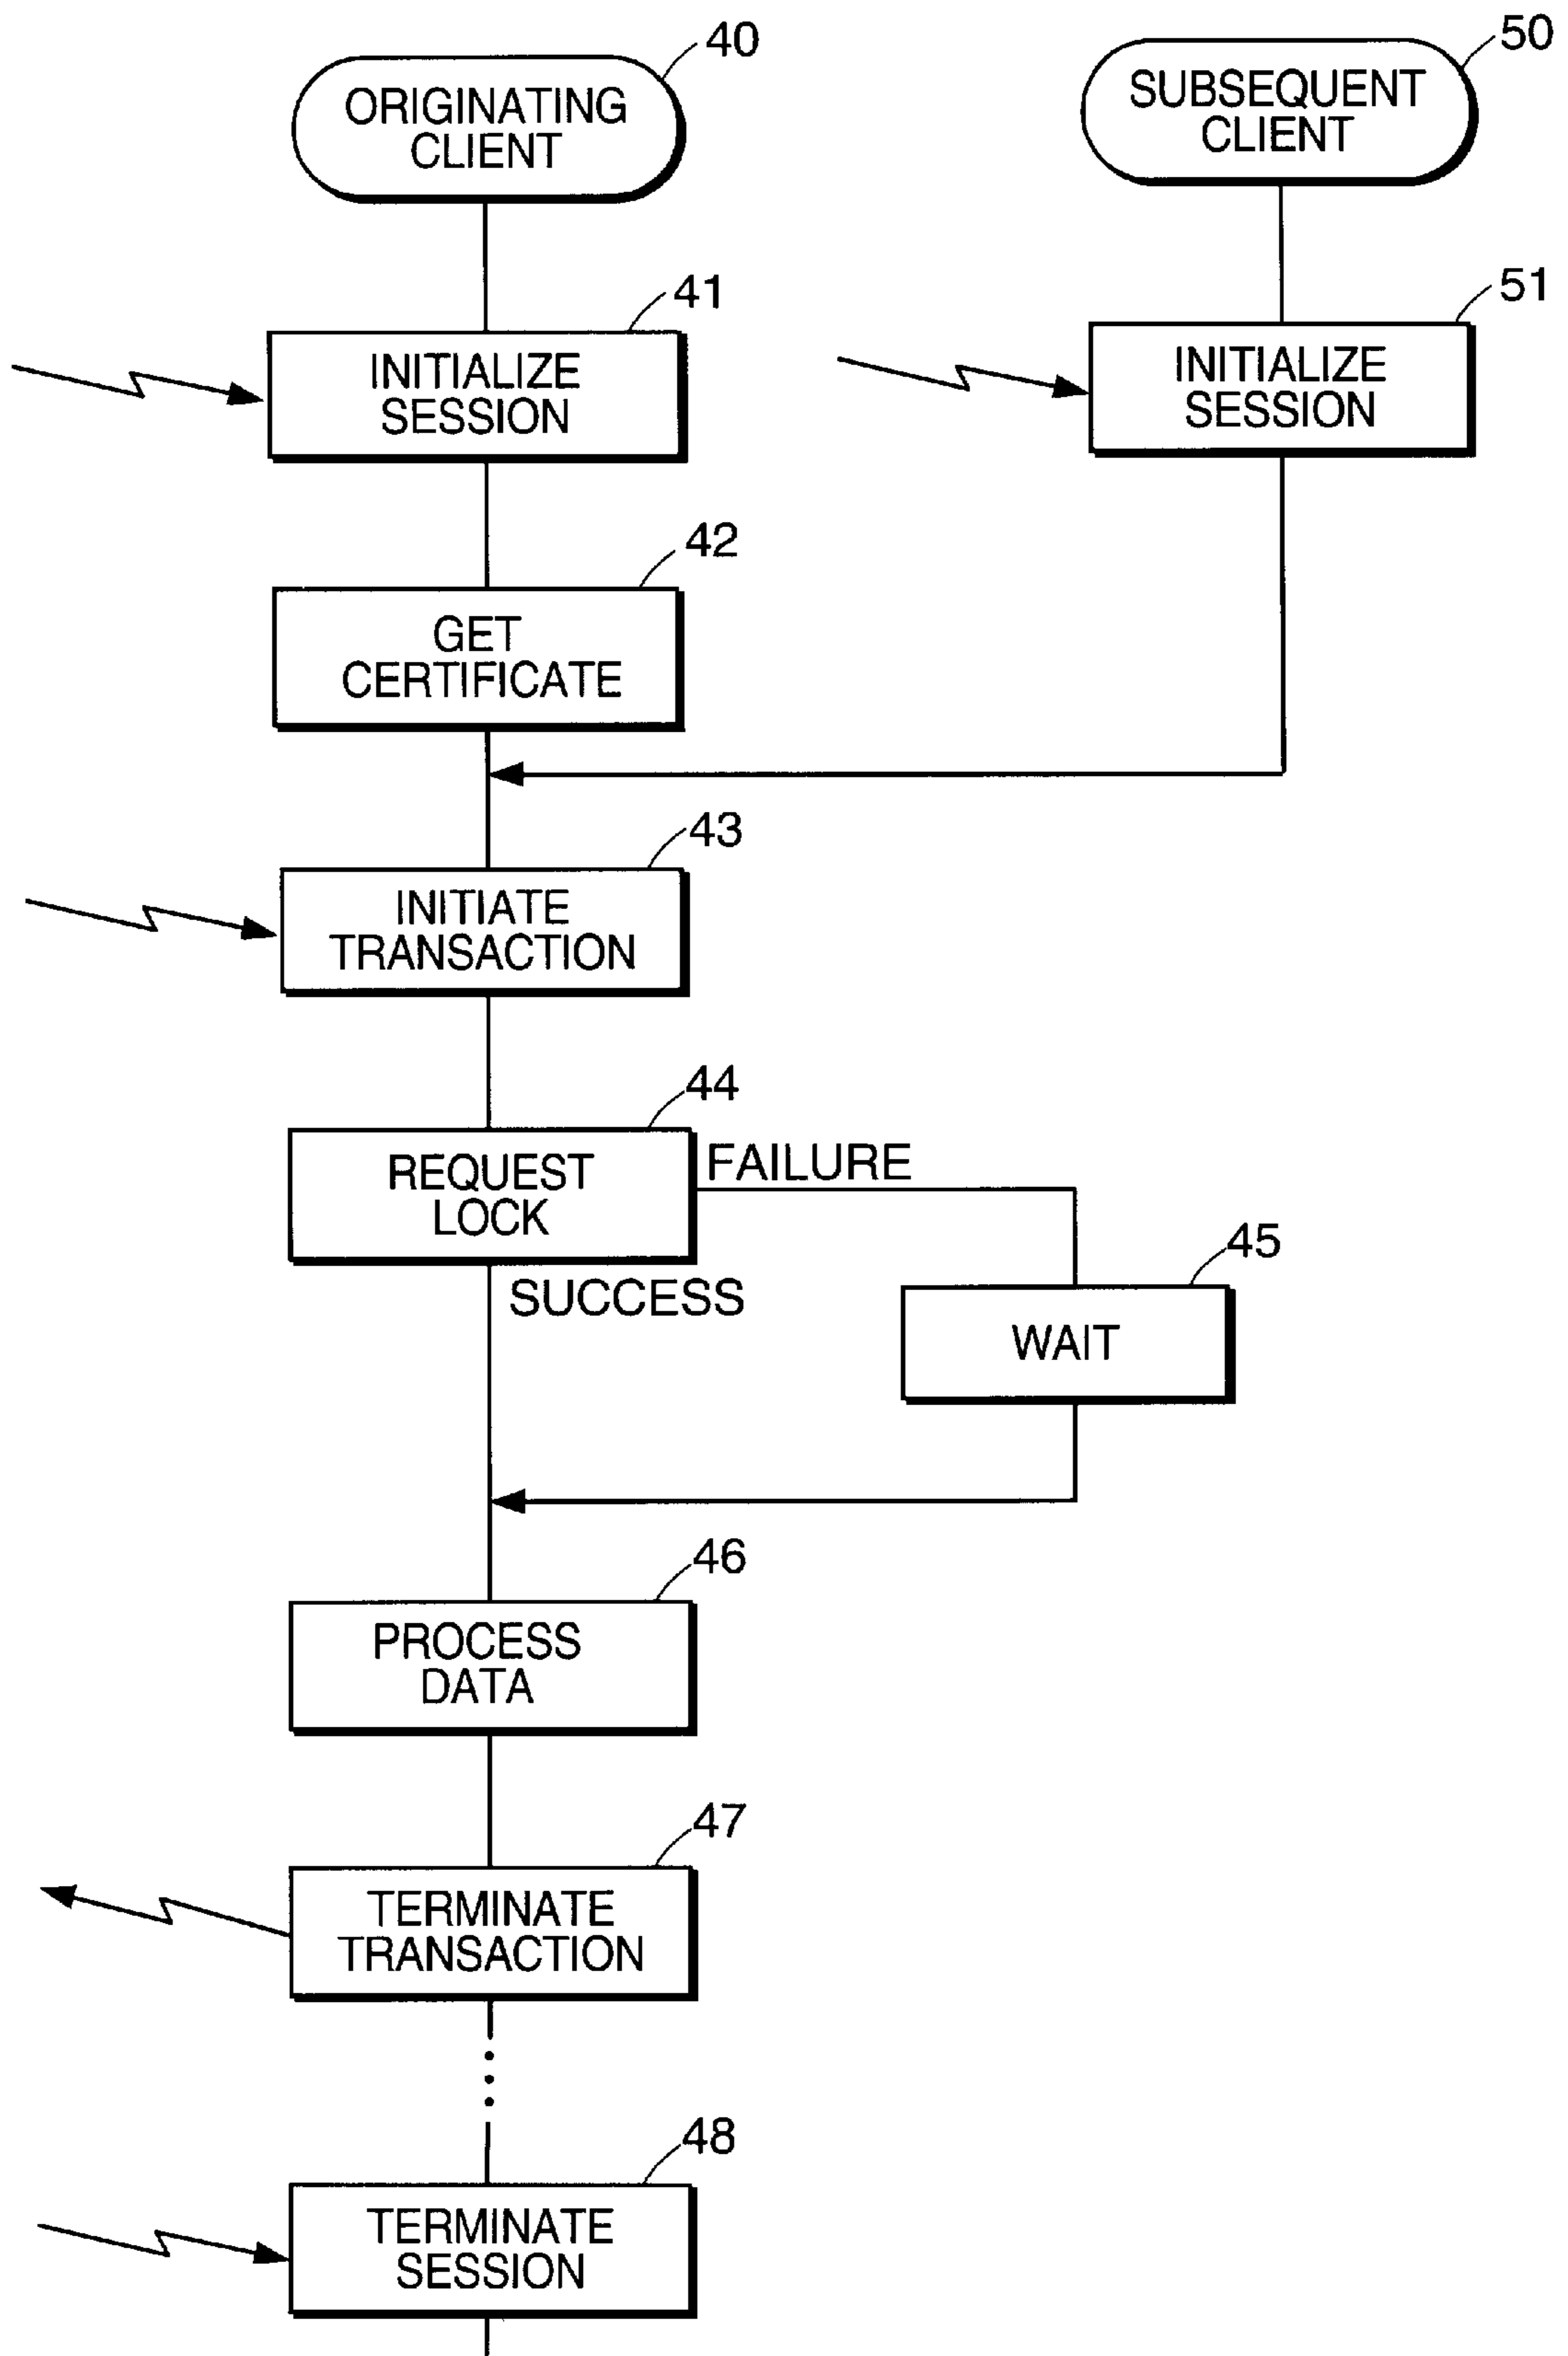 40
ORIGINATING
CLIENT
50
SUBSEQUENT
CLIENT
41
INITIALIZE
SESSION
51
INITIALIZE
SESSION
42
GET
CERTIFICATE
43
INITIATE
TRANSACTION
44
REQUEST
LOCK
FAILURE
SUCCESS
45
WAIT
46
PROCESS
DATA
47
TERMINATE
TRANSACTION
48
TERMINATE
SESSION